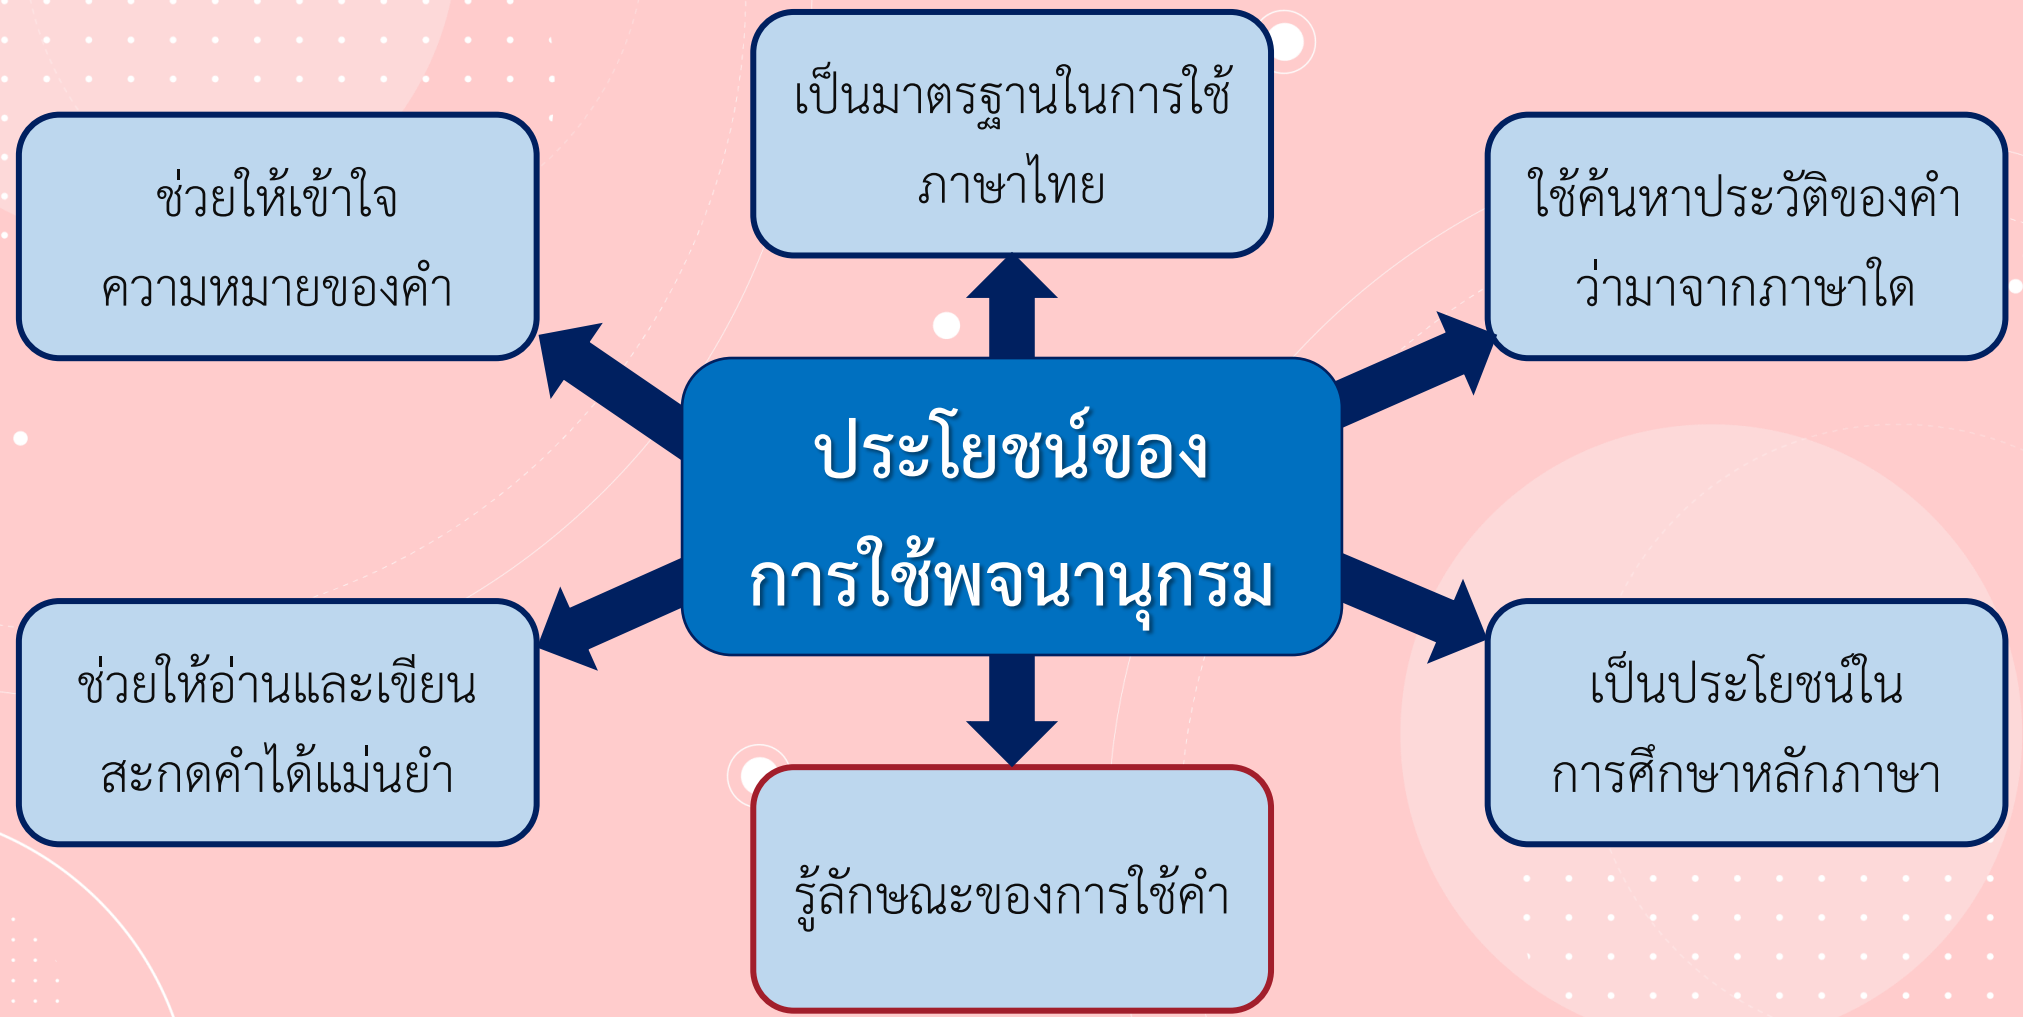 เป็นมาตรฐานในการใช้
ภาษาไทย
ช่วยให้เข้าใจ
ความหมายของคำ
ใช้ค้นหาประวัติของคำ
ว่ามาจากภาษาใด
ประโยชน์ของ
การใช้พจนานุกรม
ช่วยให้อ่านและเขียน
สะกดคำได้แม่นยำ
เป็นประโยชน์ใน
การศึกษาหลักภาษา
รู้ลักษณะของการใช้คำ